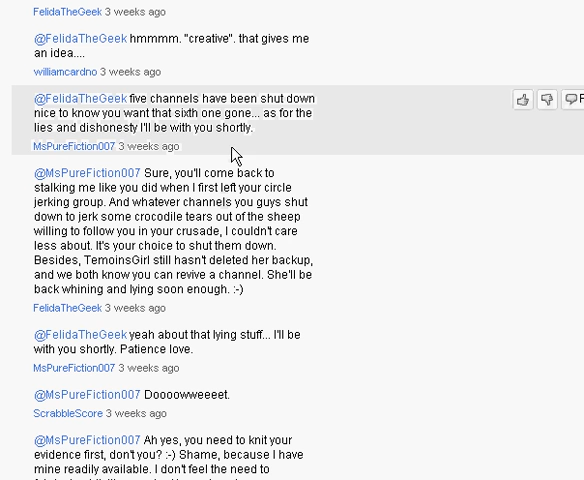 FelidaTheGeek 3 weeks ago
@FelidaTheGeek hmmmm. "creative". that gives me
an idea....
williamcardno 3 weeks ago
@FelidaTheGeek five channels have been shut down
nice to know you want that sixth one gone... as for the
lies and dishonesty I'll be with you shortly.
MsPureFiction007 3 weeks ago
@MsPureFiction007 Sure, you'll come back to
stalking me like you did when I first left your circle
jerking group. And whatever channels you guys shut
down to jerk some crocodile tears out of the sheep
willing to follow you in your crusade, I couldn't care
less about. It's your choice to shut them down.
Besides, TemoinsGirl still hasn't deleted her backup,
and we both know you can revive a channel. She'll be
back whining and lying soon enough. :-)
FelidaTheGeek 3 weeks ago
@FelidaTheGeek yeah about that lying stuff... I'll be
with you shortly. Patience love.
MsPureFiction007 3 weeks ago
@MsPureFiction007 Doooowweeeet.
ScrabbleScore 3 weeks ago
@MsPureFiction007 Ah yes, you need to knit your
evidence first, don't you? :-) Shame, because I have
mine readily available. I don't feel the need to